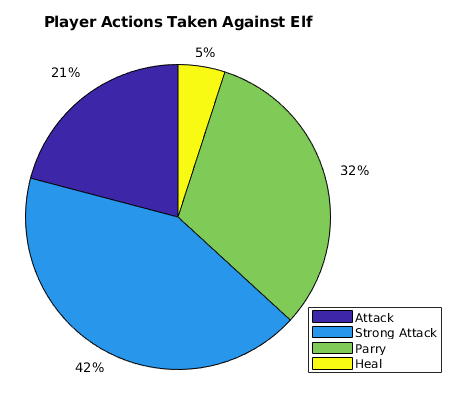 Player Actions Taken Against Elf
5%
21%
32%
42%
Attack
Strong Attack
Parry
Heal